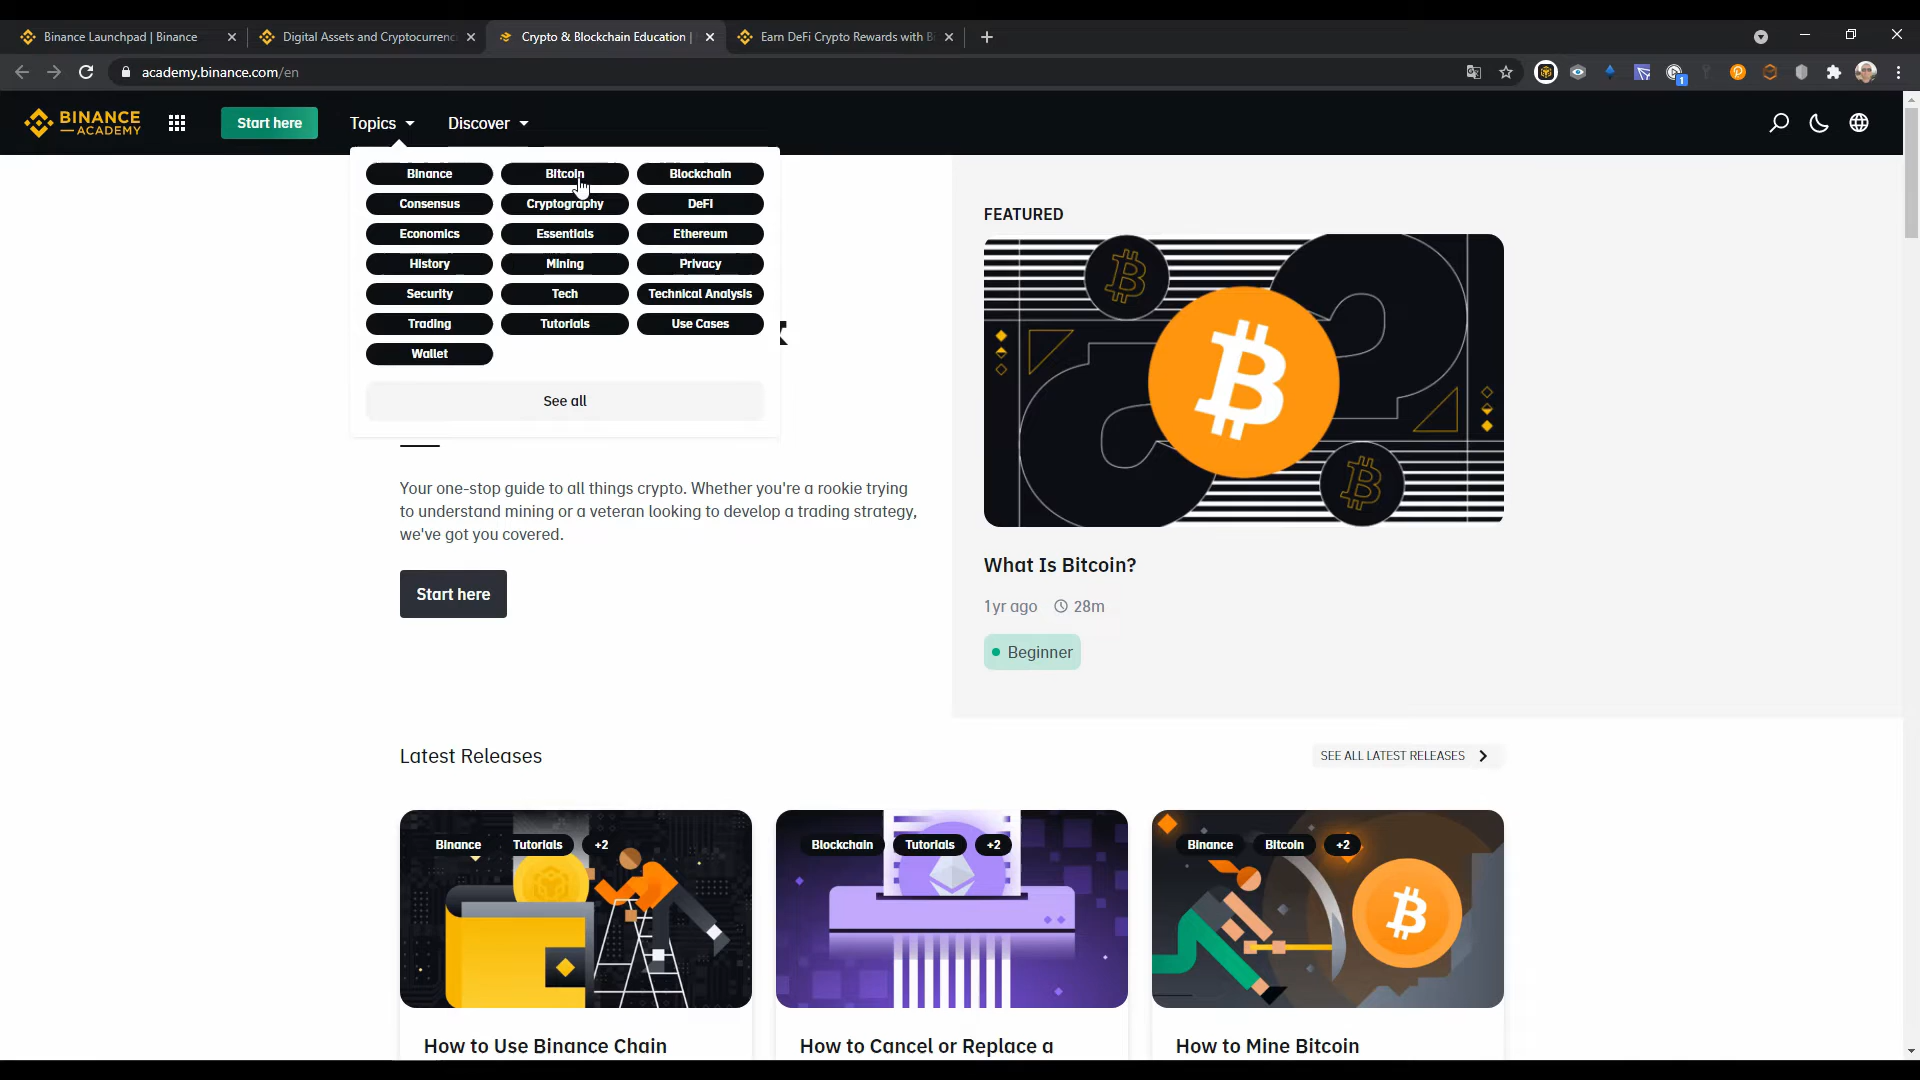 Binance Launchpad | Binance
Digital Assets and Cryptocurrenc
Crypto & Blockchain Education |
Earn DeFi Crypto Rewards with Bi
academy.binance.com/en
1
BINANCE
ACADEMY
Start here
Topics
Discover
Binance
Bitcoin
Blockchain
Consensus
Cryptography
DeFi
Economics
Essentials
Ethereum
History
Mining
Privacy
Security
Tech
Technical Analysis
Trading
Tutorials
Use Cases
Wallet
See all
Your one-stop guide to all things crypto. Whether you're a rookie trying
to understand mining or a veteran looking to develop a trading strategy,
we've got you covered.
Start here
FEATURED
What Is Bitcoin?
1yr ago 28m
Beginner
Latest Releases
SEE ALL LATEST RELEASES
Binance Tutorials +2
Blockchain Tutorials +2
Binance Bitcoin +2
How to Use Binance Chain
How to Cancel or Replace a
How to Mine Bitcoin